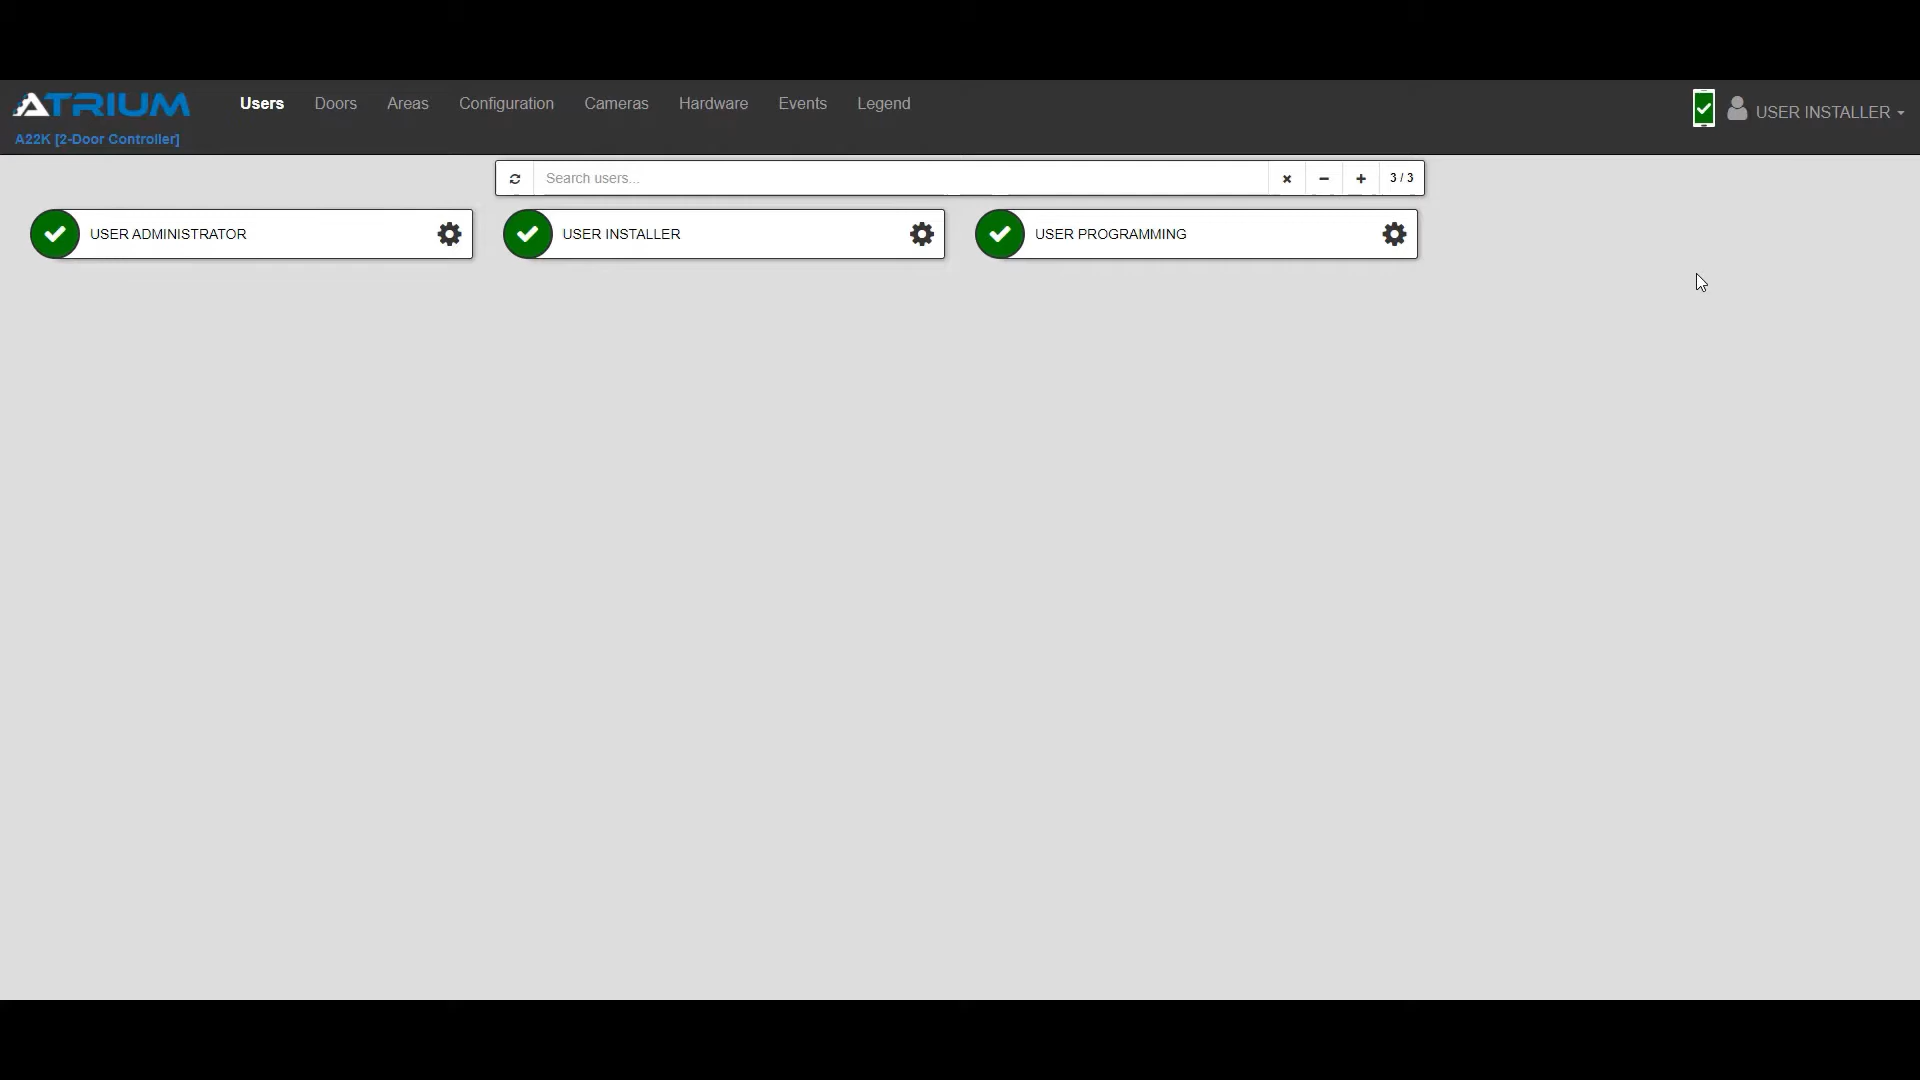 ATRIUM
Users Doors Areas Configuration Cameras Hardware Events Legend
USER INSTALLER
A22K [2-Door Controller]
Search users...
3 / 3
USER ADMINISTRATOR
USER INSTALLER
USER PROGRAMMING